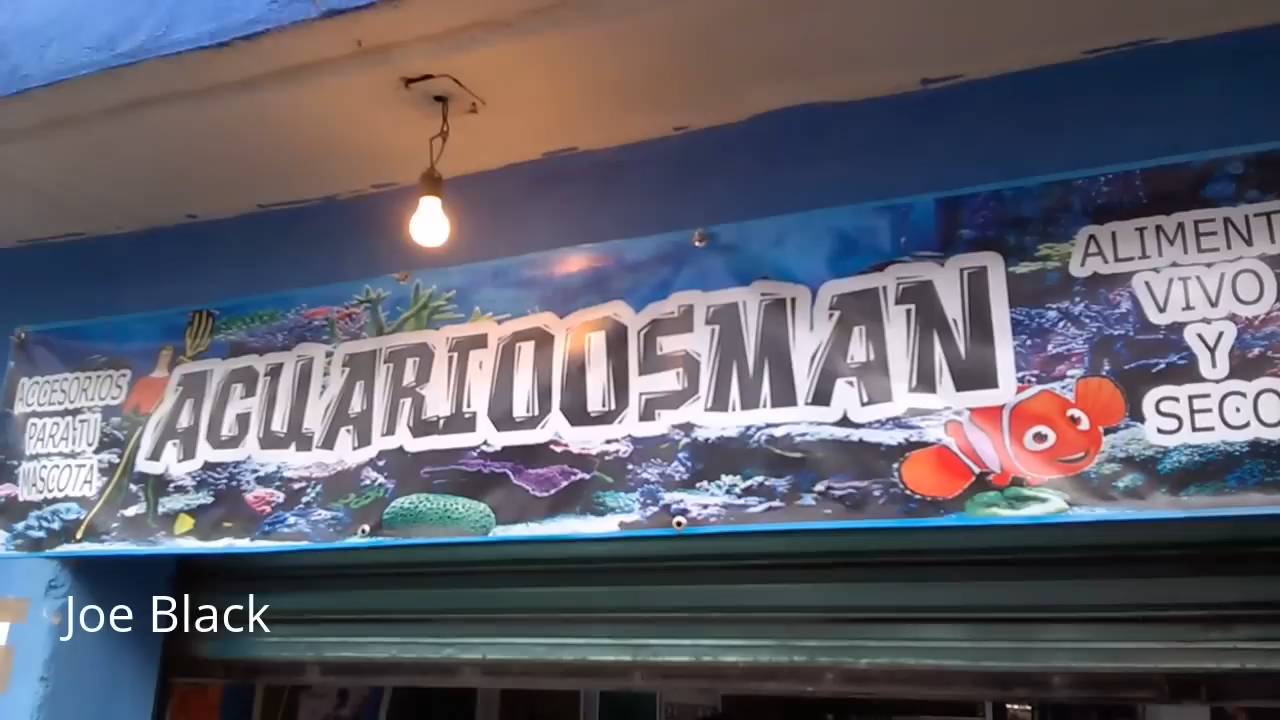 ACCESORIOS
PARA TU
MASCOTA
ACUARIOOSMAN
ALIMENT
VIVO
Y
SECO
Joe Black